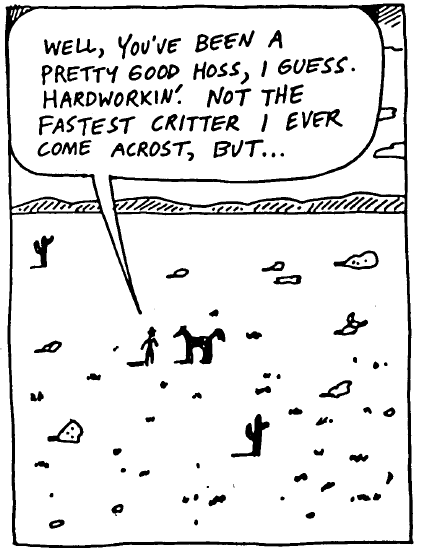 WELL, YOU'VE BEEN A
PRETTY GOOD HOSS, I GUESS.
HARDWORKIN'. NOT THE
FASTEST CRITTER I EVER
COME ACROST, BUT...